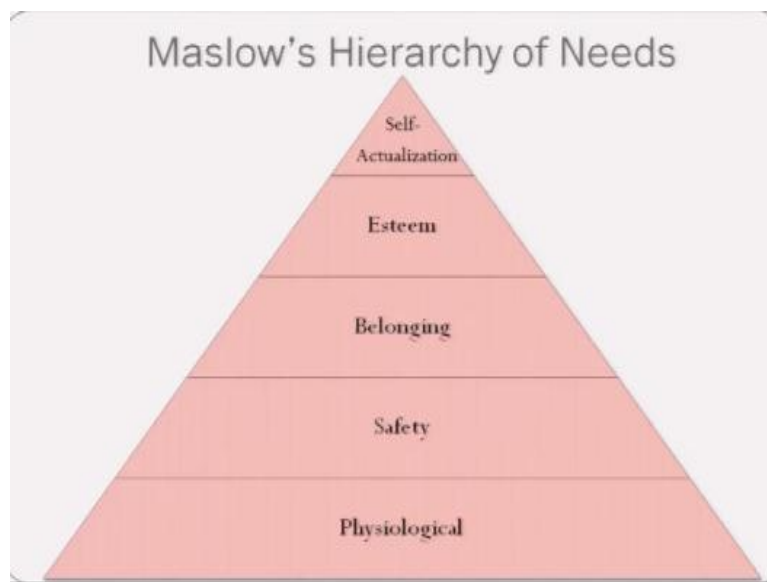 Maslow's Hierarchy of Needs
Self-
Actualization
Esteem
Belonging
Safety
Physiological